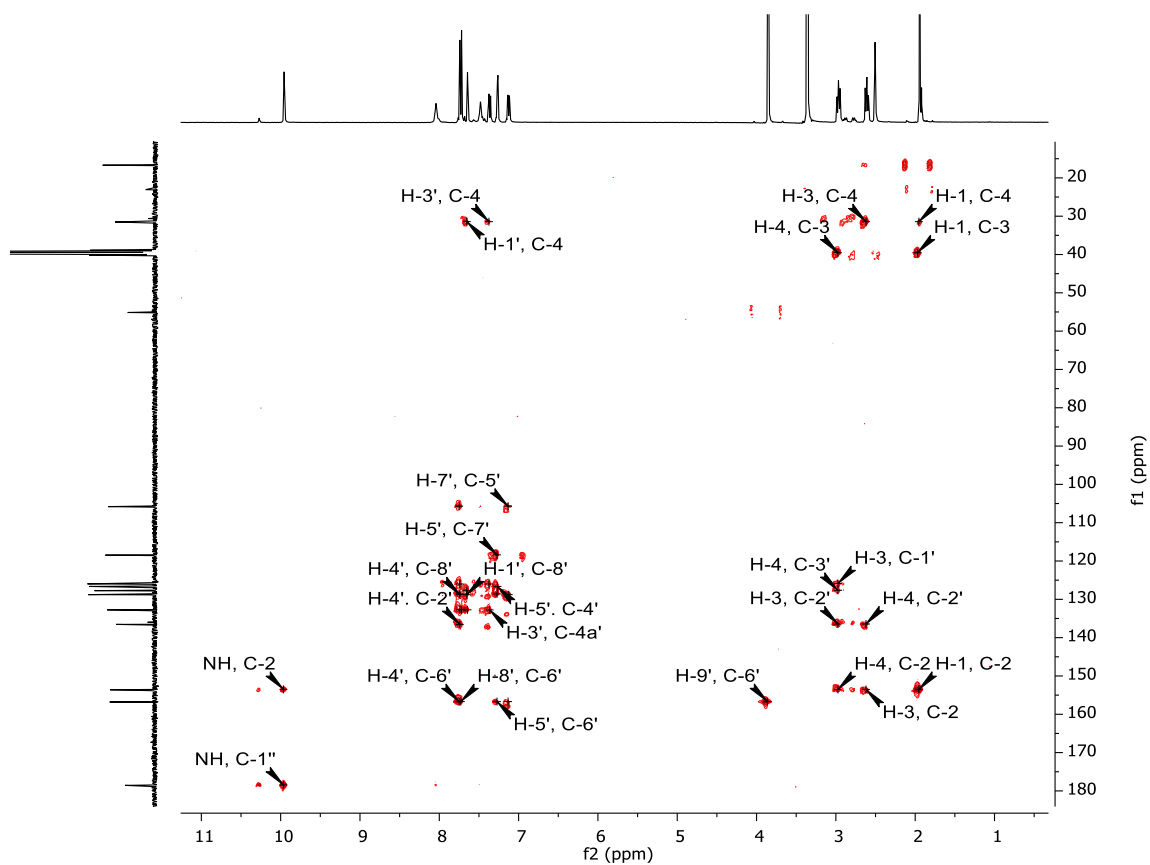 20
H-3', C-4
H-3, C-4
H-1, C-4
30
H-1', C-4
H-4, C-3
H-1, C-3
40
50
60
70
80
90
H-7', C-5'
100
110
H-5', C-7'
120
H-4', C-8'
H-1', C-8'
H-4, C-3'
H-3, C-1'
130
H-4'. C-2'
H-5'. C-4'
H-3, C-2'
H-4, C-2'
140
H-3', C-4a'
150
NH, C-2
H-4', C-6'
H-8', C-6'
H-9', C-6'
H-4, C-2
H-1, C-2
160
H-5', C-6'
H-3, C-2
170
NH, C-1''
180
f1 (ppm)
11 10 9 8 7 6 5 4 3 2 1
f2 (ppm)